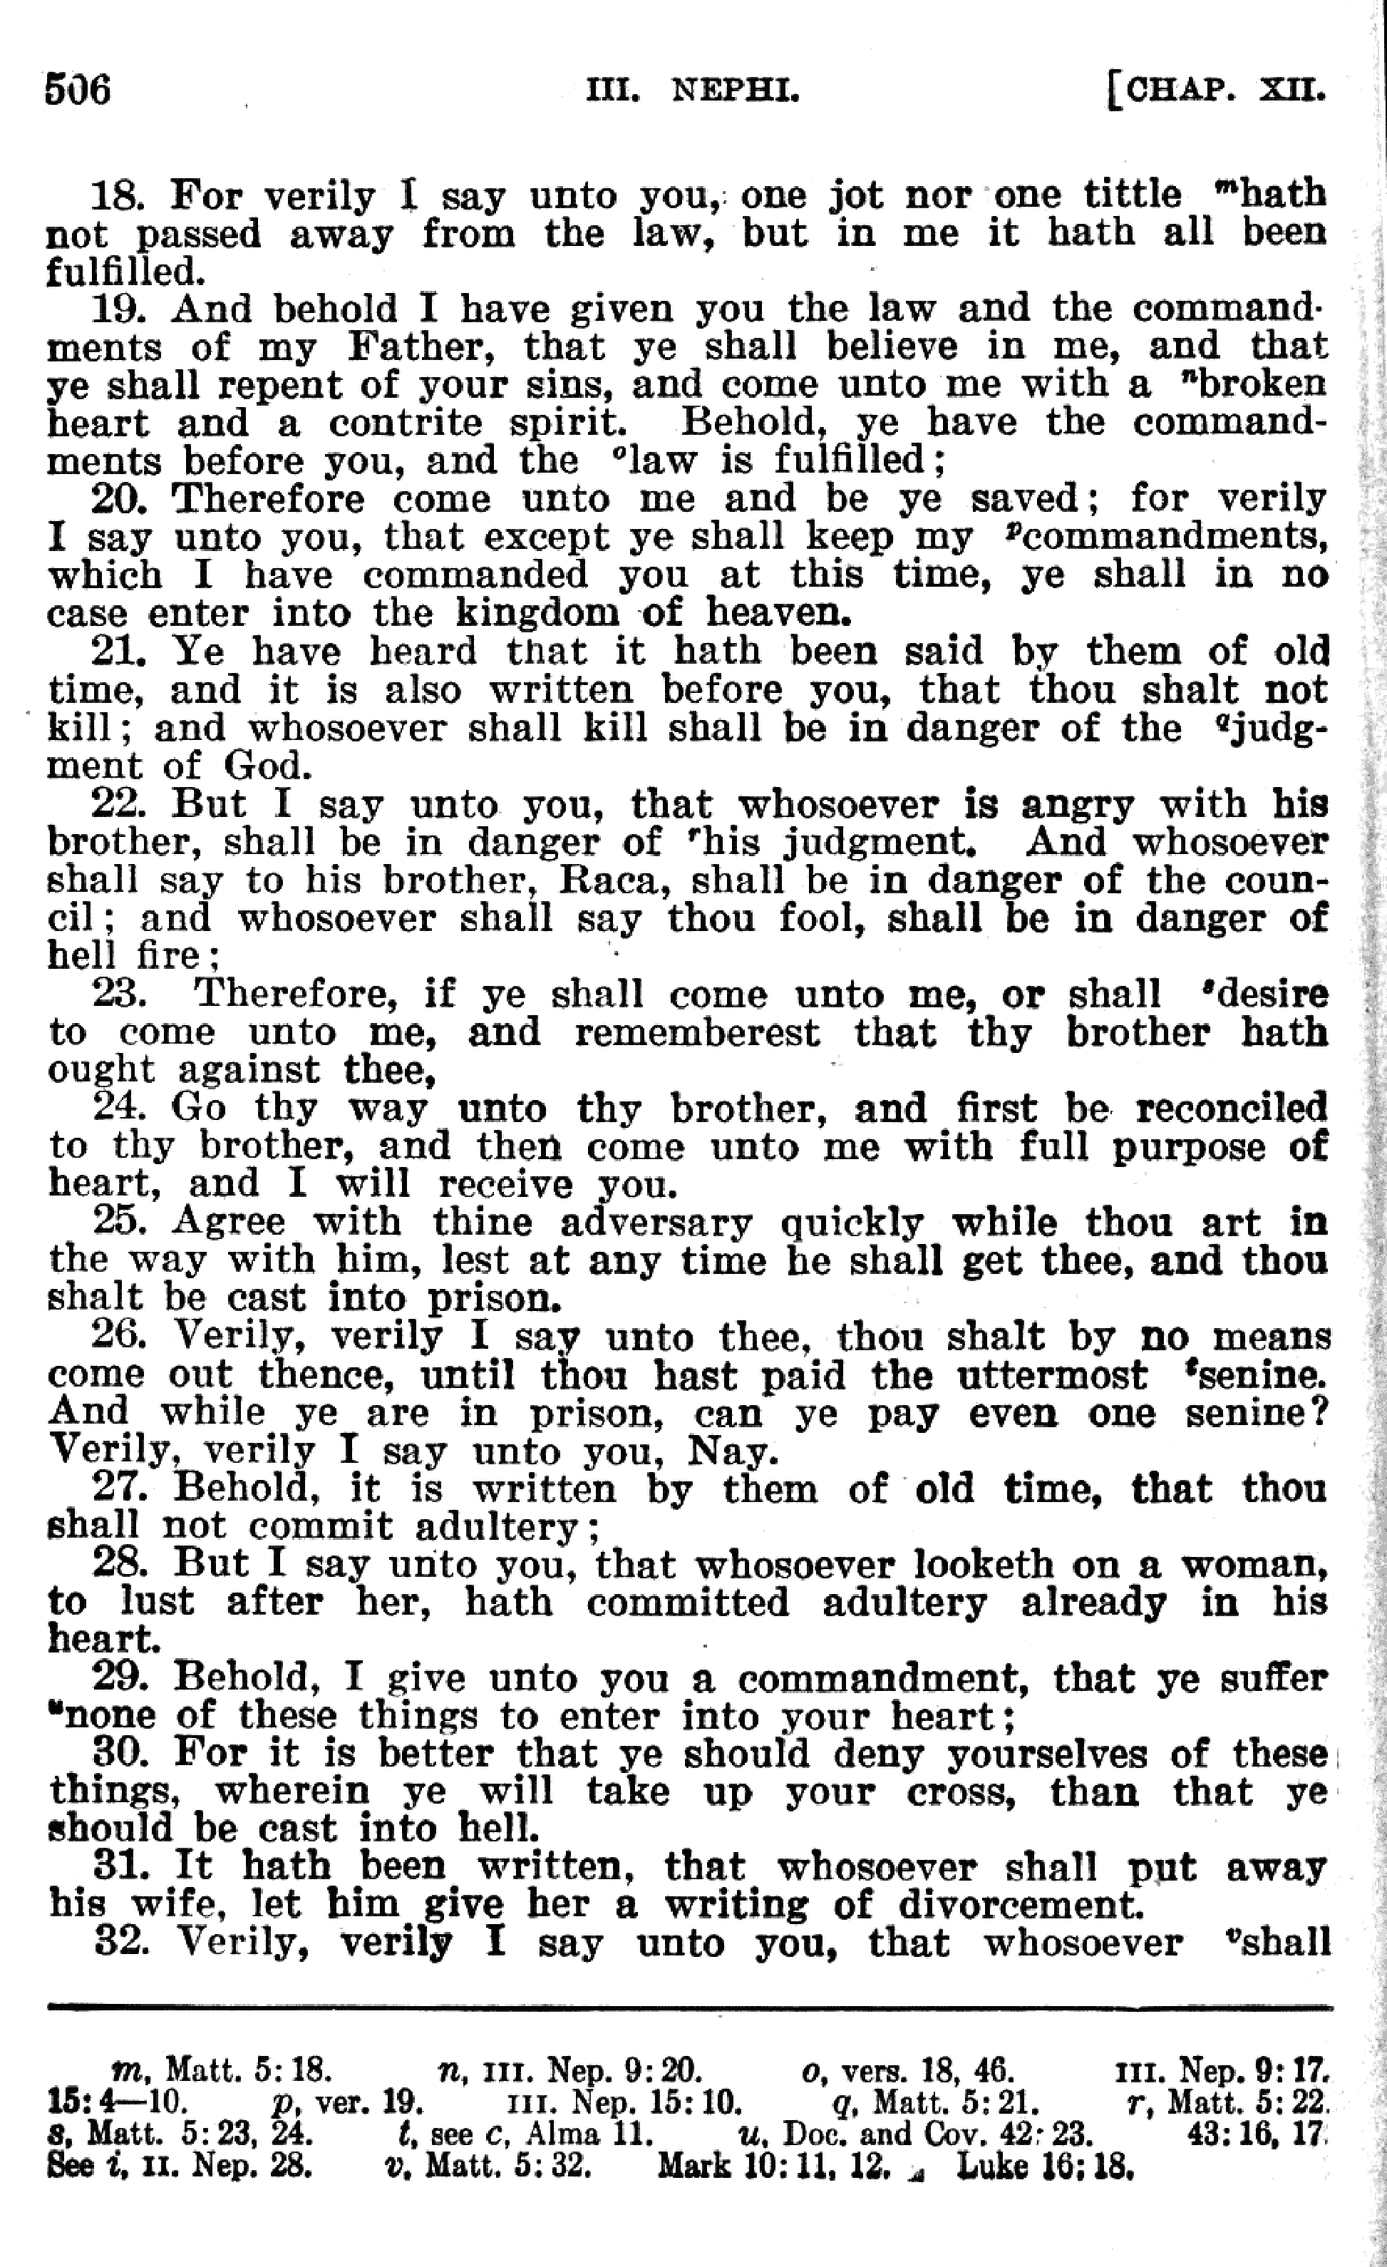 506 III. NEPHI. [CHAP. XII.
18. For verily I say unto you, one jot nor one tittle ᵐhath
not passed away from the law, but in me it hath all been
fulfilled.
19. And behold I have given you the law and the command-
ments of my Father, that ye shall believe in me, and that
ye shall repent of your sins, and come unto me with a ⁿbroken
heart and a contrite spirit. Behold, ye have the command-
ments before you, and the ᵒlaw is fulfilled;
20. Therefore come unto me and be ye saved; for verily
I say unto you, that except ye shall keep my ᵖcommandments,
which I have commanded you at this time, ye shall in no
case enter into the kingdom of heaven.
21. Ye have heard that it hath been said by them of old
time, and it is also written before you, that thou shalt not
kill; and whosoever shall kill shall be in danger of the qjudg-
ment of God.
22. But I say unto you, that whosoever is angry with his
brother, shall be in danger of ʳhis judgment. And whosoever
shall say to his brother, Raca, shall be in danger of the coun-
cil; and whosoever shall say thou fool, shall be in danger of
hell fire;
23. Therefore, if ye shall come unto me, or shall ˢdesire
to come unto me, and rememberest that thy brother hath
ought against thee,
24. Go thy way unto thy brother, and first be reconciled
to thy brother, and then come unto me with full purpose of
heart, and I will receive you.
25. Agree with thine adversary quickly while thou art in
the way with him, lest at any time he shall get thee, and thou
shalt be cast into prison.
26. Verily, verily I say unto thee, thou shalt by no means
come out thence, until thou hast paid the uttermost ᵗsenine.
And while ye are in prison, can ye pay even one senine?
Verily, verily I say unto you, Nay.
27. Behold, it is written by them of old time, that thou
shall not commit adultery;
28. But I say unto you, that whosoever looketh on a woman,
to lust after her, hath committed adultery already in his
heart.
29. Behold, I give unto you a commandment, that ye suffer
ᵘnone of these things to enter into your heart;
30. For it is better that ye should deny yourselves of these
things, wherein ye will take up your cross, than that ye
should be cast into hell.
31. It hath been written, that whosoever shall put away
his wife, let him give her a writing of divorcement.
32. Verily, verily I say unto you, that whosoever ᵛshall
m, Matt. 5:18. n, III. Nep. 9:20. o, vers. 18, 46. III. Nep. 9:17.
15:4—10. p, ver. 19. III. Nep. 15:10. q, Matt. 5:21. r, Matt. 5:22.
s, Matt. 5:23, 24. t, see c, Alma 11. u, Doc. and Cov. 42:23. 43:16, 17.
See i, II. Nep. 28. v, Matt. 5:32. Mark 10:11, 12. Luke 16:18.